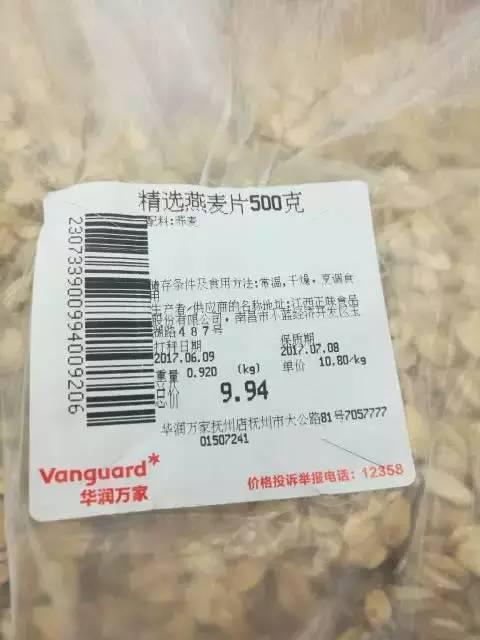 精选燕麦片500克
配料:燕麦
储存条件及食用方法:常温,干燥。烹调食
用
生产者/供应商的名称地址:江西正味食品
股份有限公司。南昌市小蓝经济开发区玉
湖路487号
打秤日期
保质期
2017.06.09
2017.07.08
重量 0.920 (kg)
单价 10.80/kg
总价
9.94
华润万家抚州店抚州市大公路81号7057777
01507241
230733900994009206
Vanguard
华润万家
价格投诉举报电话:12358